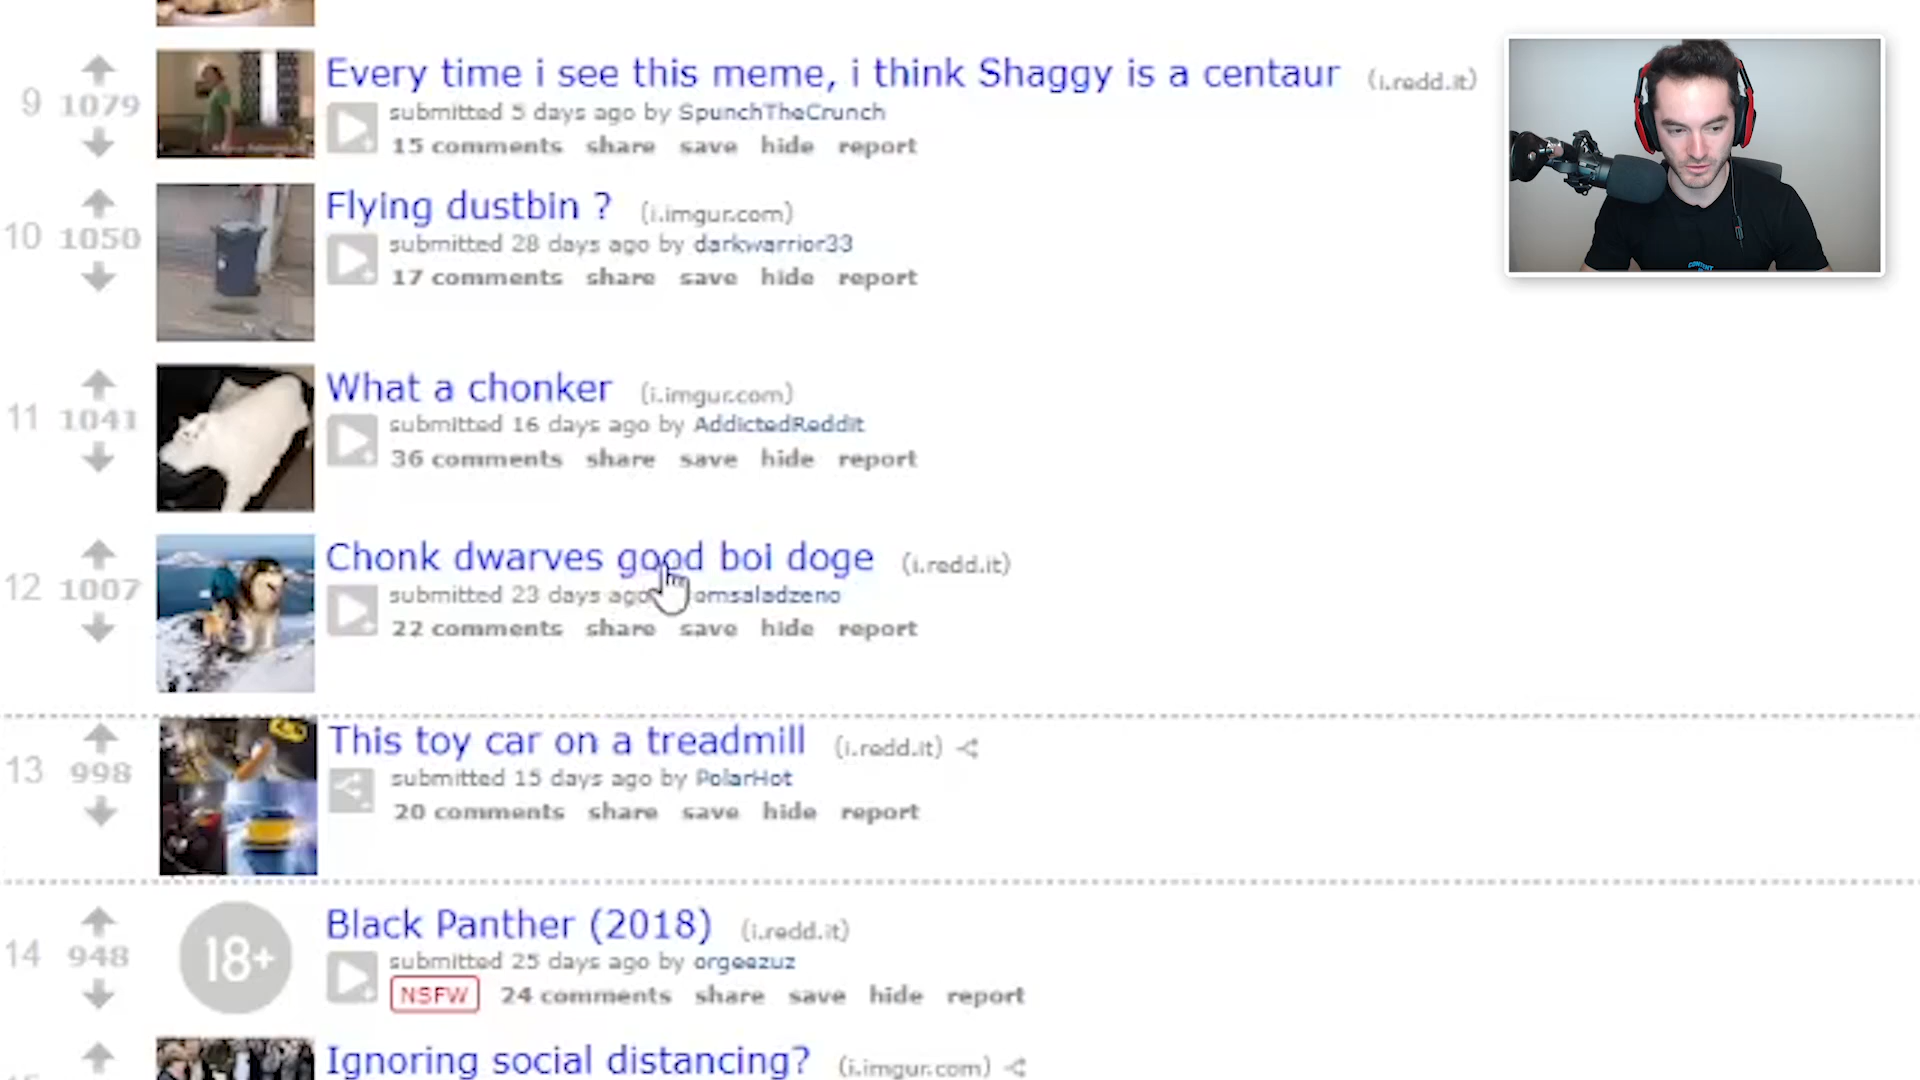 9
1079
Every time i see this meme, i think Shaggy is a centaur (i.redd.it)
submitted 5 days ago by SpunchTheCrunch
15 comments share save hide report
10
1050
Flying dustbin ? (i.imgur.com)
submitted 28 days ago by darkwarrior33
17 comments share save hide report
11
1041
What a chonker (i.imgur.com)
submitted 16 days ago by AddictedReddit
36 comments share save hide report
12
1007
Chonk dwarves good boi doge (i.redd.it)
submitted 23 days ago omsaladzeno
22 comments share save hide report
13
998
This toy car on a treadmill (i.redd.it)
submitted 15 days ago by PolarHot
20 comments share save hide report
14
948
18+
Black Panther (2018) (i.redd.it)
submitted 25 days ago by orgeezuz
NSFW 24 comments share save hide report
Ignoring social distancing? (i.imgur.com)